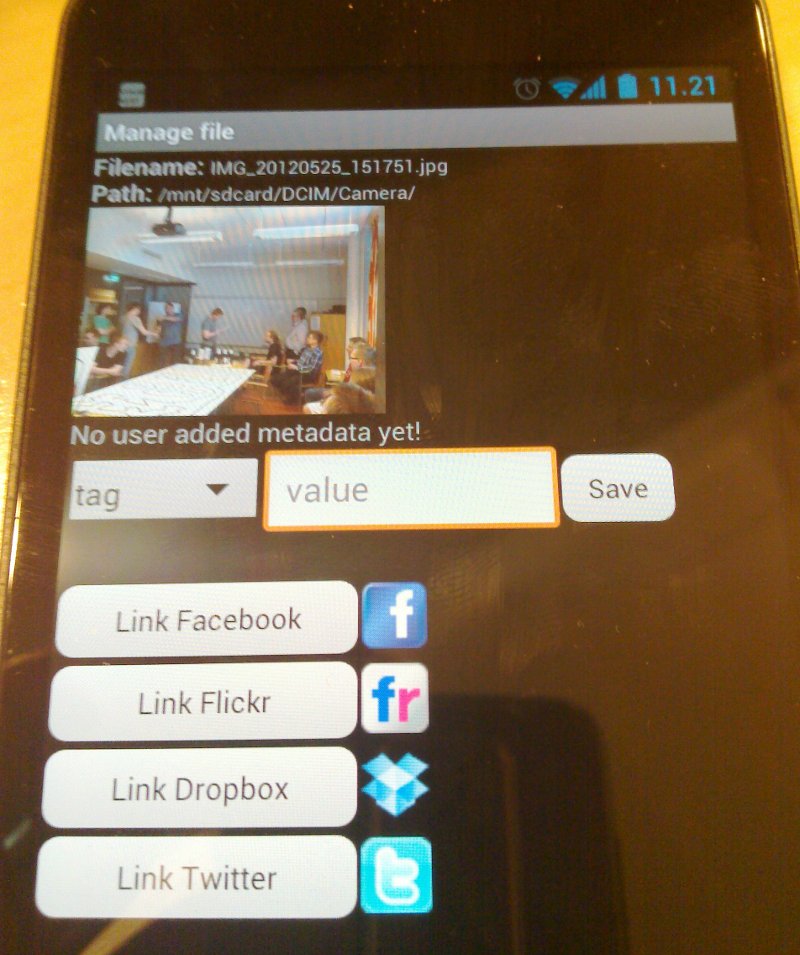 11.21
Manage file
Filename: IMG_20120525_151751.jpg
Path: /mnt/sdcard/DCIM/Camera/
No user added metadata yet!
tag value Save
Link Facebook f
Link Flickr fr
Link Dropbox
Link Twitter t